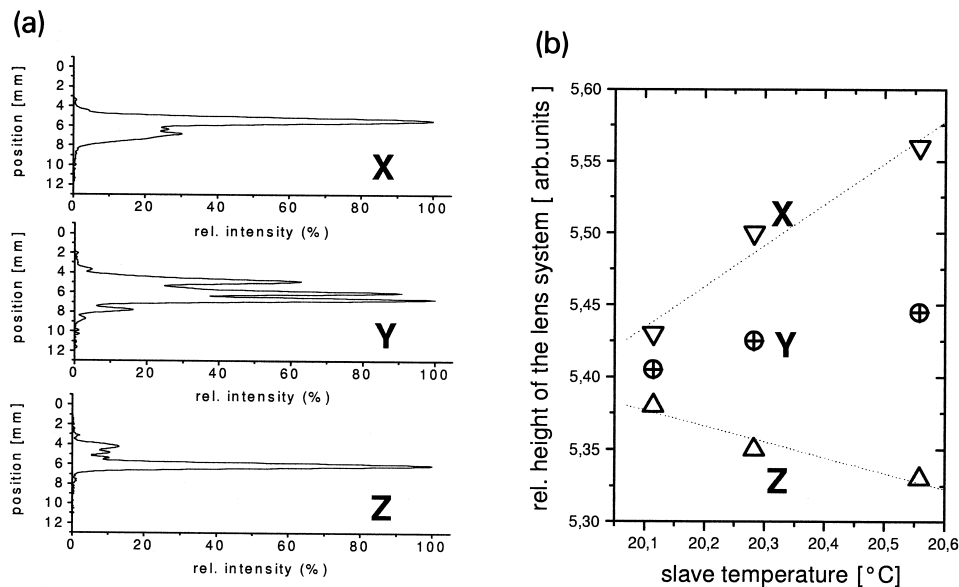 (a)
position [mm]
0
2
4
6
8
10
12
X
0 20 40 60 80 100
rel. intensity (%)
position [mm]
0
2
4
6
8
10
12
Y
0 20 40 60 80 100
rel. intensity (%)
position [mm]
0
2
4
6
8
10
12
Z
0 20 40 60 80 100
rel. intensity (%)
(b)
rel. height of the lens system [ arb.units ]
5,60
5,55
5,50
5,45
5,40
5,35
5,30
X
Y
Z
20,1 20,2 20,3 20,4 20,5 20,6
slave temperature [°C]